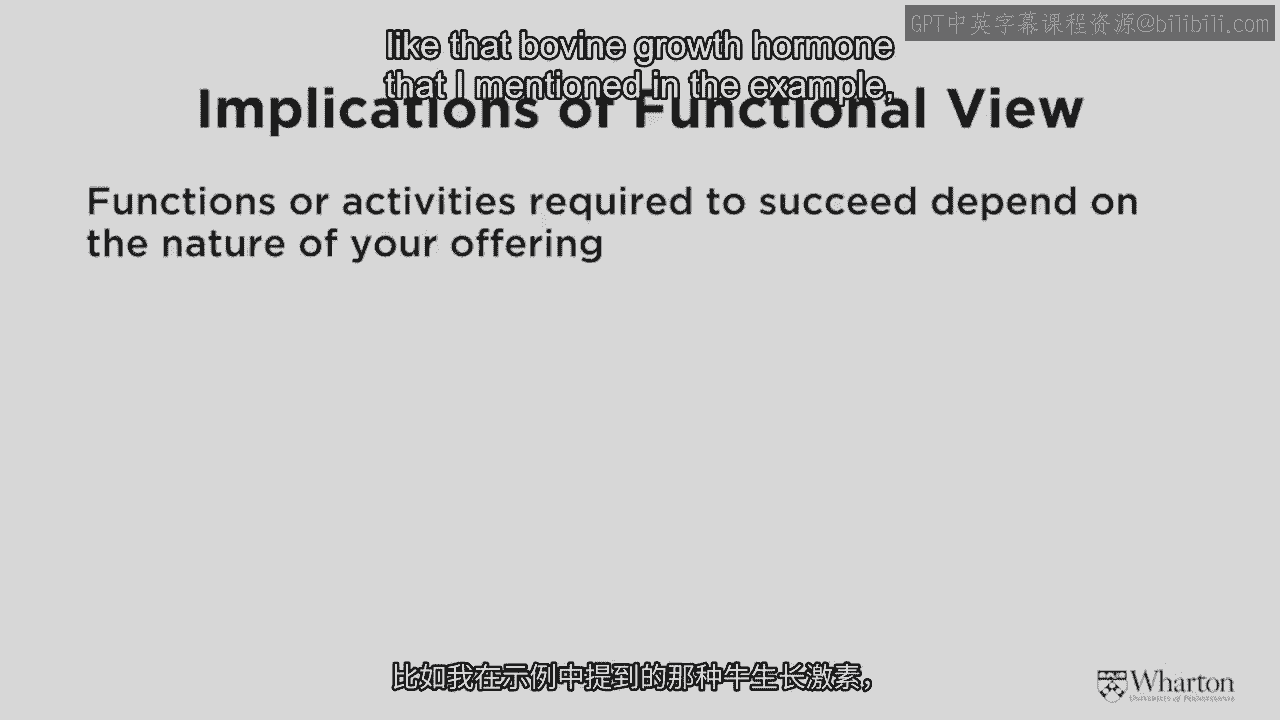 GPT中英字幕课程资源@bilibili.com
like that bovine growth hormone
that I mentioned in the example,
Implications of Functional View
Functions or activities required to succeed depend on
the nature of your offering
比如我在示例中提到的那种牛生长激素，
Wharton
UNIVERSITY of PENNSYLVANIA